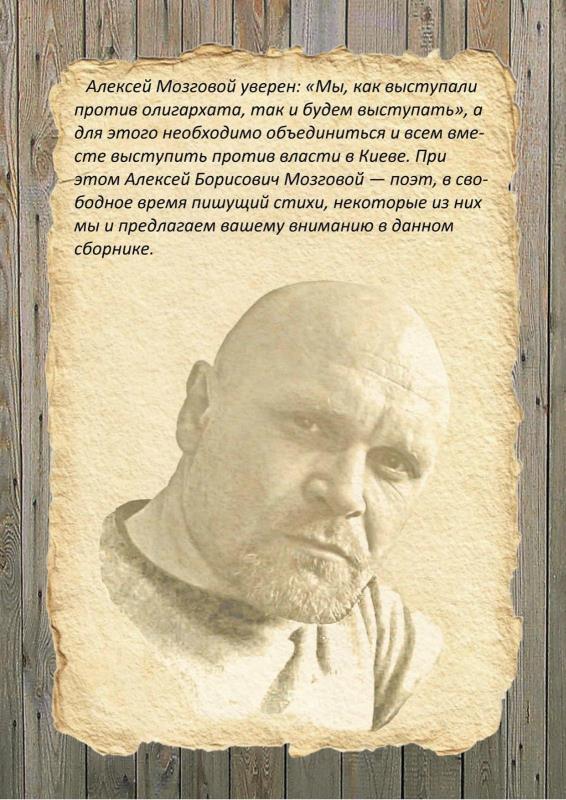 Алексей Мозговой уверен: «Мы, как выступали
против олигархата, так и будем выступать», а
для этого необходимо объединиться и всем вме-
сте выступить против власти в Киеве. При
этом Алексей Борисович Мозговой — поэт, в сво-
бодное время пишущий стихи, некоторые из них
мы и предлагаем вашему вниманию в данном
сборнике.